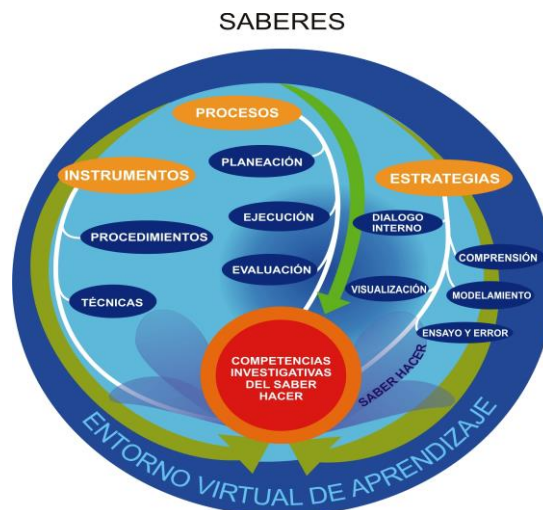 SABERES
PROCESOS
PLANEACIÓN
EJECUCIÓN
EVALUACIÓN
INSTRUMENTOS
PROCEDIMIENTOS
TÉCNICAS
ESTRATEGIAS
DIALOGO
INTERNO
COMPRENSIÓN
VISUALIZACIÓN
MODELAMIENTO
ENSAYO Y ERROR
COMPETENCIAS
INVESTIGATIVAS
DEL SABER
HACER
SABER HACER
ENTORNO VIRTUAL DE APRENDIZAJE